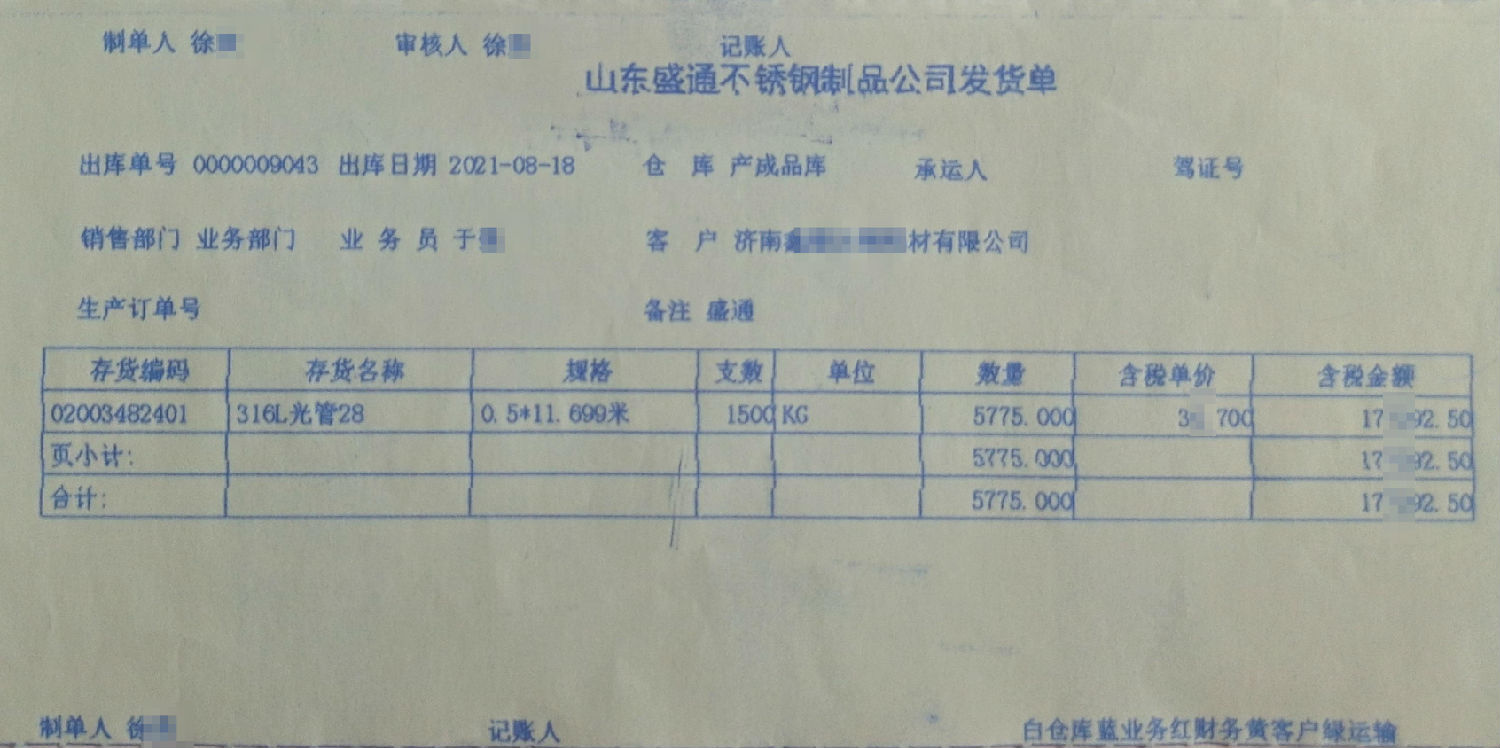 制单人 徐 审核人 徐 记账人
山东盛通不锈钢制品公司发货单
出库单号 0000009043 出库日期 2021-08-18 仓 库 产成品库 承运人 驾证号
销售部门 业务部门 业 务 员 于 客 户 济南鑫 材有限公司
生产订单号 备注 盛通
存货编码 存货名称 规格 支数 单位 数量 含税单价 含税金额
02003482401 316L光管28 0.5*11.699米 1500 KG 5775.000 3 700 17 92.50
页小计: 5775.000 17 92.50
合计: 5775.000 17 92.50
制单人 徐 记账人 白仓库蓝业务红财务黄客户绿运输